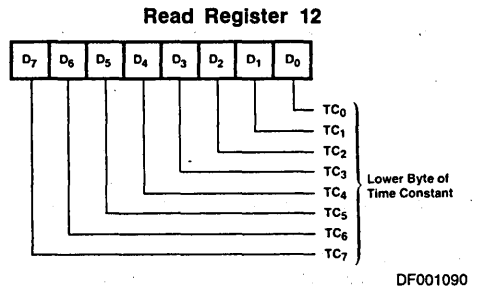 Read Register 12
D7 D6 D5 D4 D3 D2 D1 D0
TC0
TC1
TC2
TC3
TC4
TC5
TC6
TC7
Lower Byte of
Time Constant
DF001090